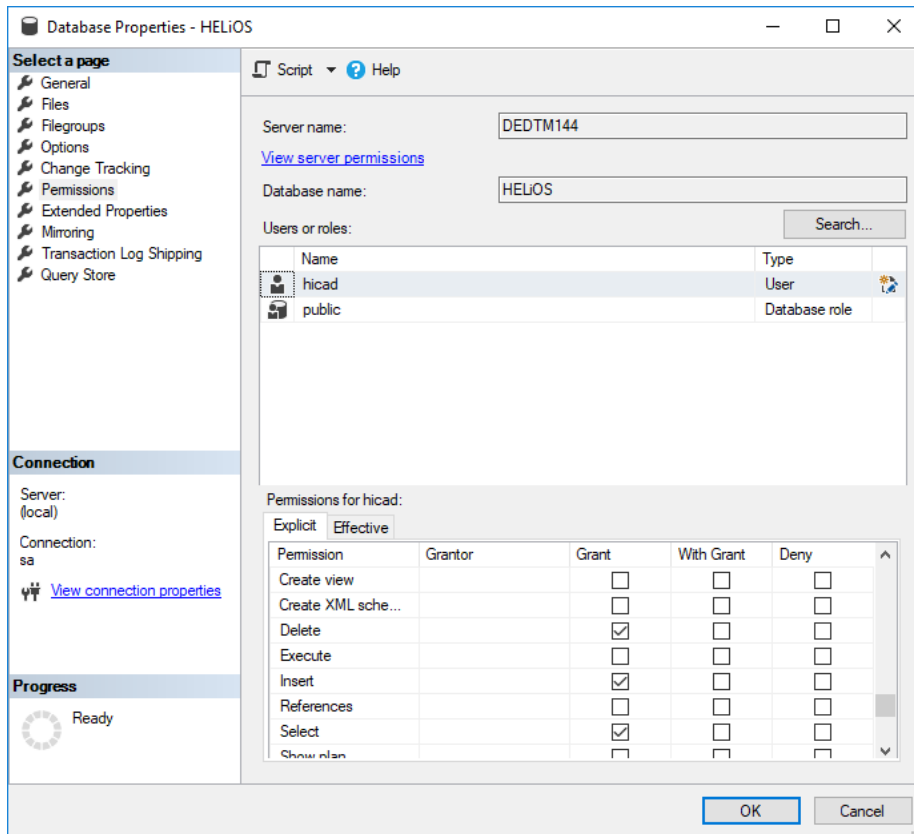 Database Properties - HELiOS
Select a page
General
Files
Filegroups
Options
Change Tracking
Permissions
Extended Properties
Mirroring
Transaction Log Shipping
Query Store
Connection
Server:
(local)
Connection:
sa
View connection properties
Progress
Ready
Script Help
Server name: DEDTM144
View server permissions
Database name: HELiOS
Users or roles: Search...
Name Type
hicad User
public Database role
Permissions for hicad:
Explicit Effective
Permission Grantor Grant With Grant Deny
Create view
Create XML sche...
Delete
Execute
Insert
References
Select
Show plan
OK Cancel